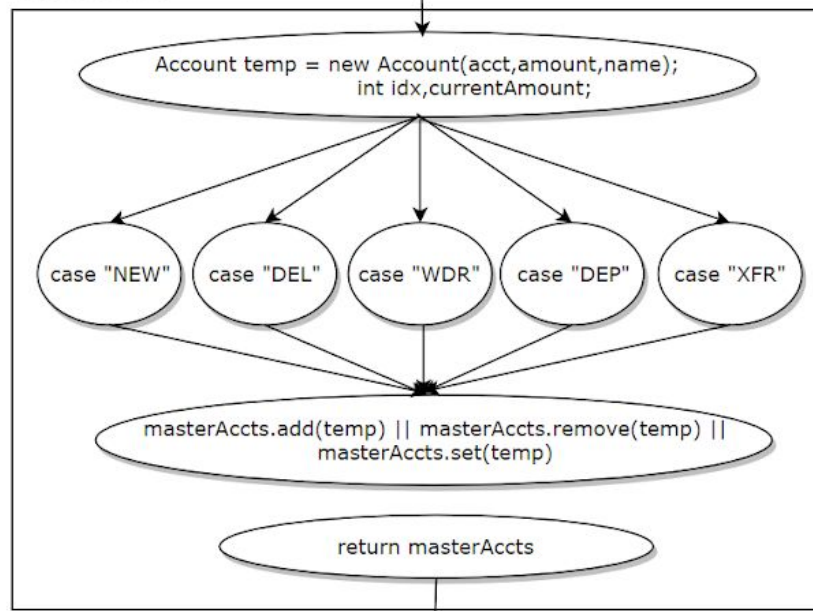 Account temp = new Account(acct,amount,name);
int idx,currentAmount;
case "NEW"
case "DEL"
case "WDR"
case "DEP"
case "XFR"
masterAccts.add(temp) || masterAccts.remove(temp) ||
masterAccts.set(temp)
return masterAccts